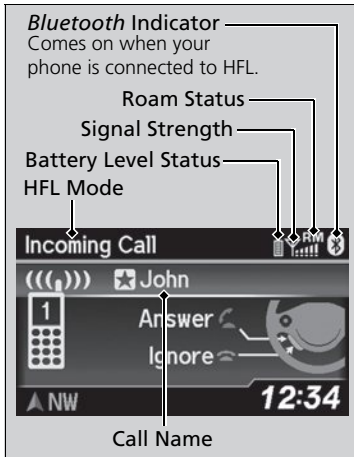 Bluetooth Indicator
Comes on when your
phone is connected to HFL.
Roam Status
Signal Strength
Battery Level Status
HFL Mode
Incoming Call
RM
John
1
Answer
Ignore
NW
12:34
Call Name